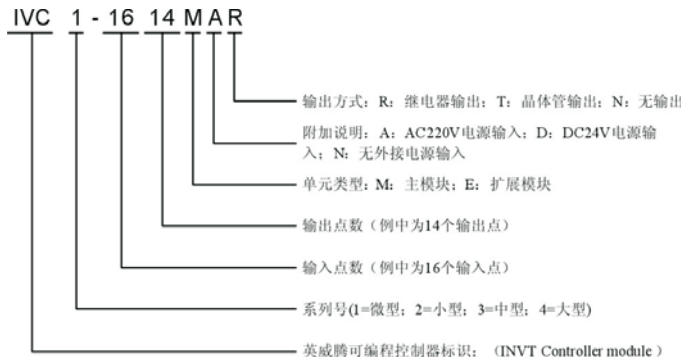 IVC 1 - 16 14 M A R
输出方式：R：继电器输出；T：晶体管输出；N：无输出
附加说明：A：AC220V电源输入；D：DC24V电源输
入；N：无外接电源输入
单元类型：M：主模块；E：扩展模块
输出点数（例中为14个输出点）
输入点数（例中为16个输入点）
系列号(1=微型；2=小型；3=中型；4=大型)
英威腾可编程控制器标识；（INVT Controller module）